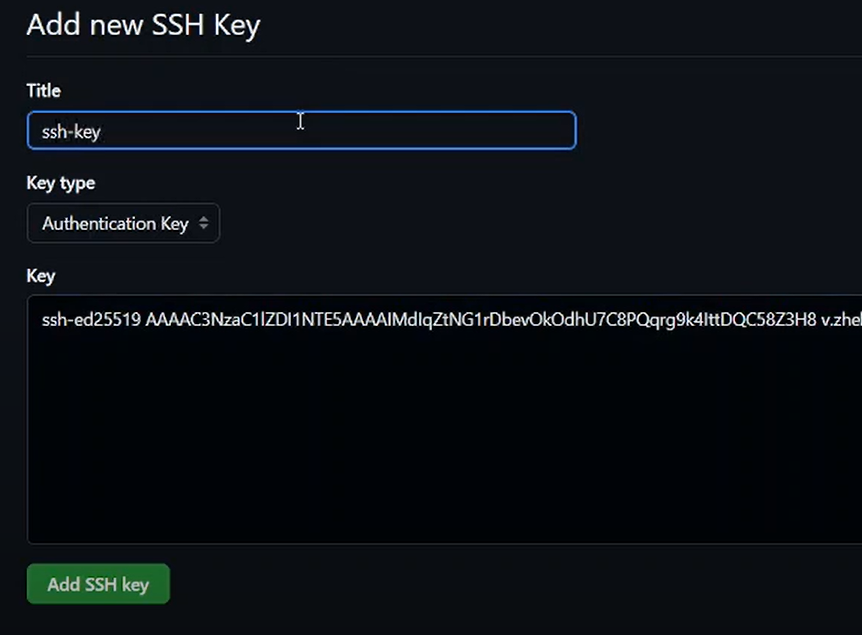 Add new SSH Key
Title
ssh-key
Key type
Authentication Key
Key
ssh-ed25519 AAAAC3NzaC1lZDI1NTE5AAAAIMdIqZtNG1rDbevOkOdhU7C8PQqrg9k4IttDQC58Z3H8 v.zhel
Add SSH key